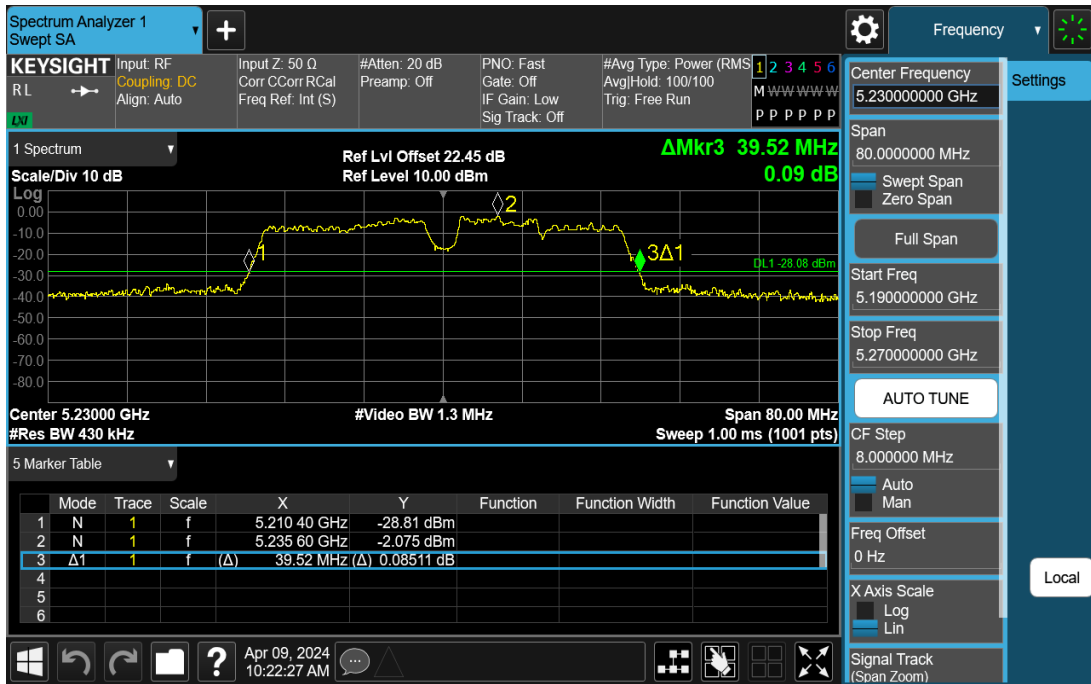 Spectrum Analyzer 1
Swept SA
Frequency
KEYSIGHT
R L
LXI
Input: RF
Coupling: DC
Align: Auto
Input Z: 50 Ω
Corr CCorr RCal
Freq Ref: Int (S)
#Atten: 20 dB
Preamp: Off
PNO: Fast
Gate: Off
IF Gain: Low
Sig Track: Off
#Avg Type: Power (RMS
Avg|Hold: 100/100
Trig: Free Run
1 2 3 4 5 6
M W W W W W
P P P P P P
1 Spectrum
Scale/Div 10 dB
Ref Lvl Offset 22.45 dB
Ref Level 10.00 dBm
ΔMkr3 39.52 MHz
0.09 dB
Log
0.00
-10.0
-20.0
-30.0
-40.0
-50.0
-60.0
-70.0
-80.0
1
2
3Δ1
DL1 -28.08 dBm
Center 5.23000 GHz
#Video BW 1.3 MHz
Span 80.00 MHz
#Res BW 430 kHz
Sweep 1.00 ms (1001 pts)
5 Marker Table
Mode Trace Scale X Y Function Function Width Function Value
1 N 1 f 5.210 40 GHz -28.81 dBm
2 N 1 f 5.235 60 GHz -2.075 dBm
3 Δ1 1 f (Δ) 39.52 MHz (Δ) 0.08511 dB
4
5
6
?
Apr 09, 2024
10:22:27 AM
Center Frequency
5.230000000 GHz
Span
80.0000000 MHz
Swept Span
Zero Span
Full Span
Start Freq
5.190000000 GHz
Stop Freq
5.270000000 GHz
AUTO TUNE
CF Step
8.000000 MHz
Auto
Man
Freq Offset
0 Hz
X Axis Scale
Log
Lin
Signal Track
(Span Zoom)
Settings
Local